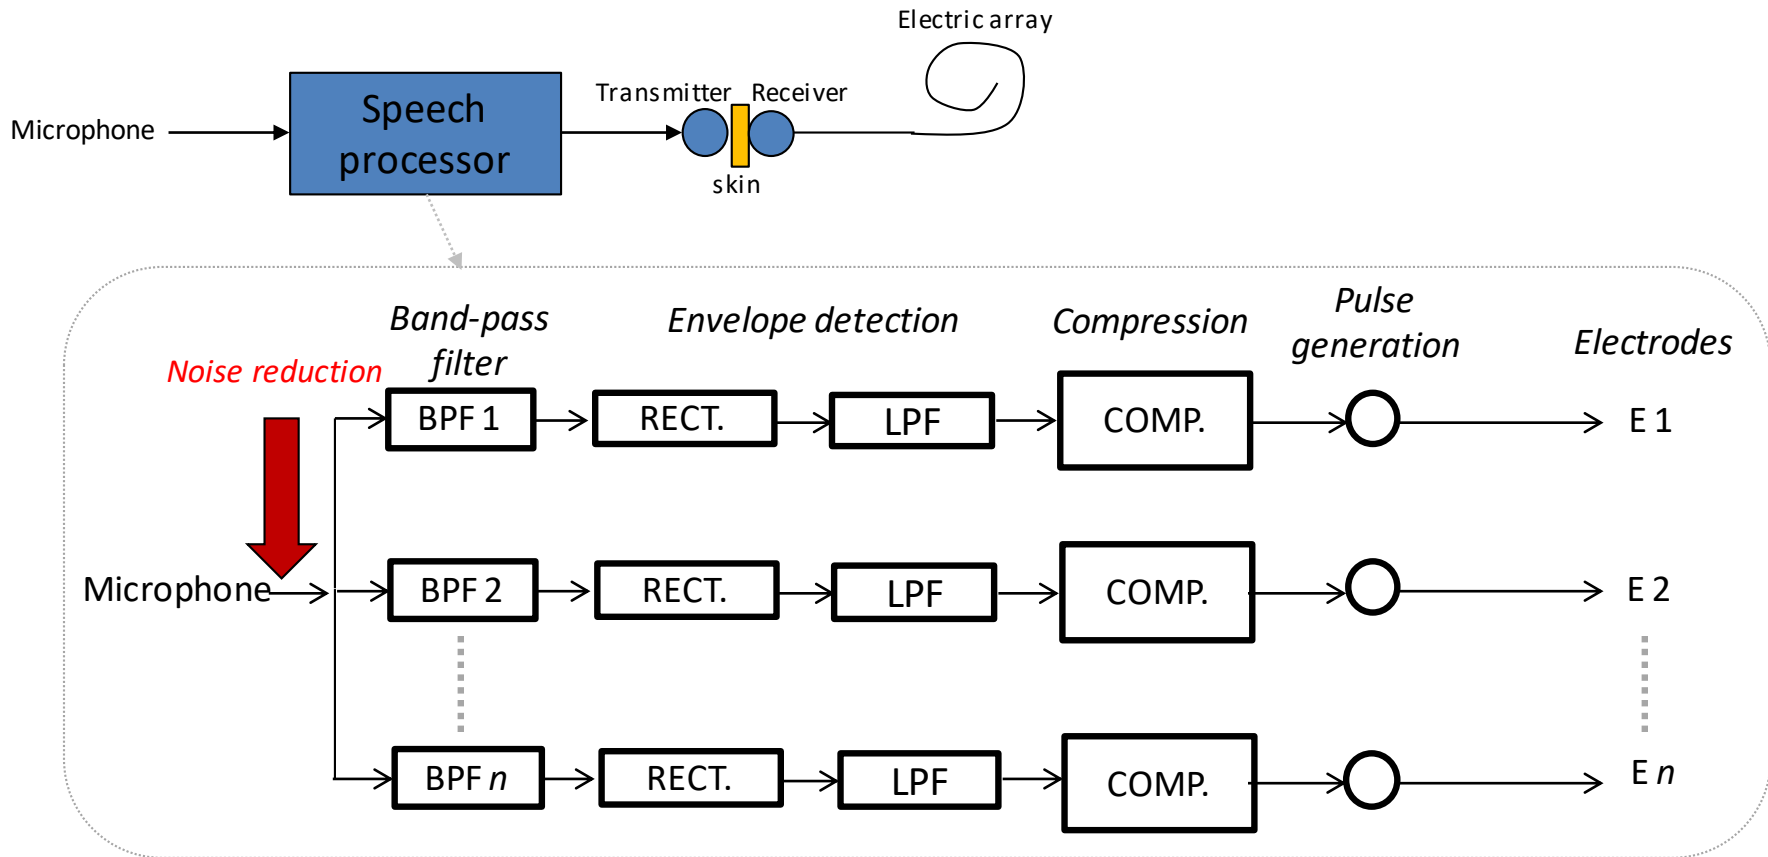 Electric array
Transmitter Receiver
Microphone
Speech
processor
skin
Band-pass
filter
Envelope detection
Compression
Pulse
generation
Electrodes
Noise reduction
BPF 1
RECT.
LPF
COMP.
E 1
Microphone
BPF 2
RECT.
LPF
COMP.
E 2
BPF n
RECT.
LPF
COMP.
E n